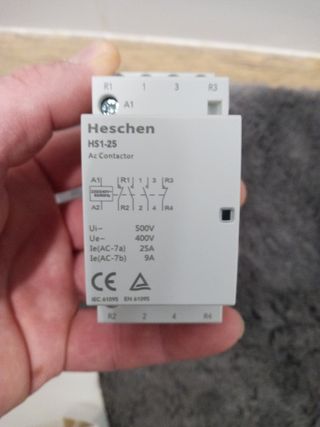 R1 1 3 R3
A1
Heschen
HS1-25
Ac Contactor
A1 R1 1 3 R3
A2 R2 2 4 R4
Ui~ 500V
Ue~ 400V
Ie(AC-7a) 25A
Ie(AC-7b) 9A
CE
IEC 61095 EN 61095
R2 2 4 R4